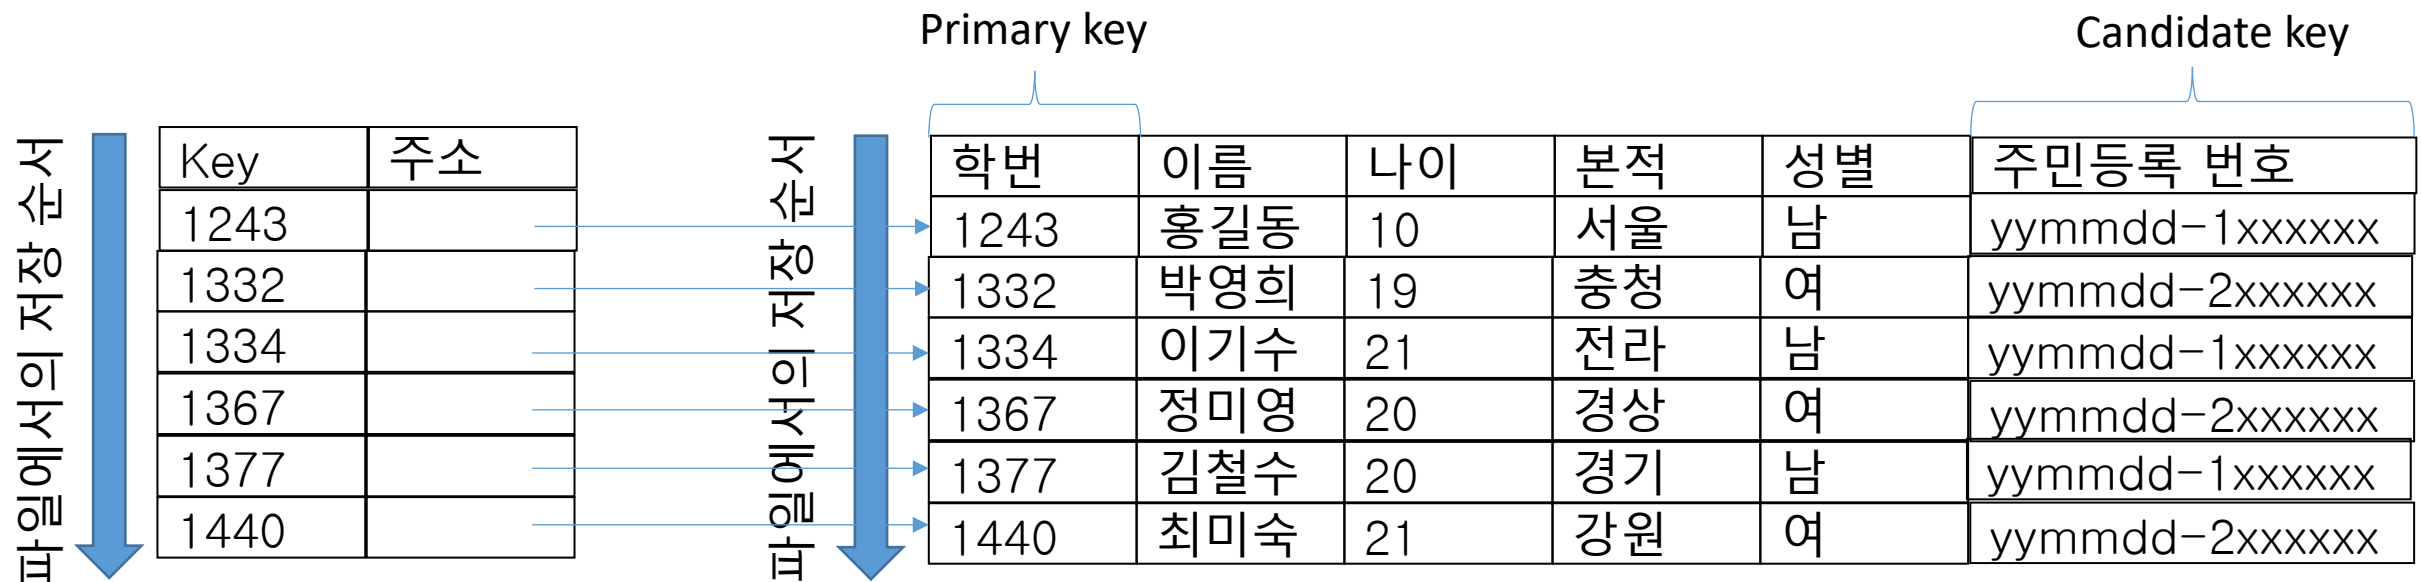 Primary key
Candidate key
파일에서의 저장 순서
Key 주소
1243
1332
1334
1367
1377
1440
파일에서의 저장 순서
학번 이름 나이 본적 성별 주민등록 번호
1243 홍길동 10 서울 남 yymmdd-1xxxxxx
1332 박영희 19 충청 여 yymmdd-2xxxxxx
1334 이기수 21 전라 남 yymmdd-1xxxxxx
1367 정미영 20 경상 여 yymmdd-2xxxxxx
1377 김철수 20 경기 남 yymmdd-1xxxxxx
1440 최미숙 21 강원 여 yymmdd-2xxxxxx